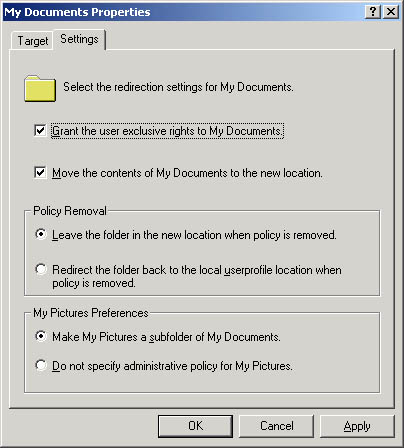 My Documents Properties
Target Settings
Select the redirection settings for My Documents.
Grant the user exclusive rights to My Documents.
Move the contents of My Documents to the new location.
Policy Removal
Leave the folder in the new location when policy is removed.
Redirect the folder back to the local userprofile location when
policy is removed.
My Pictures Preferences
Make My Pictures a subfolder of My Documents.
Do not specify administrative policy for My Pictures.
OK Cancel Apply